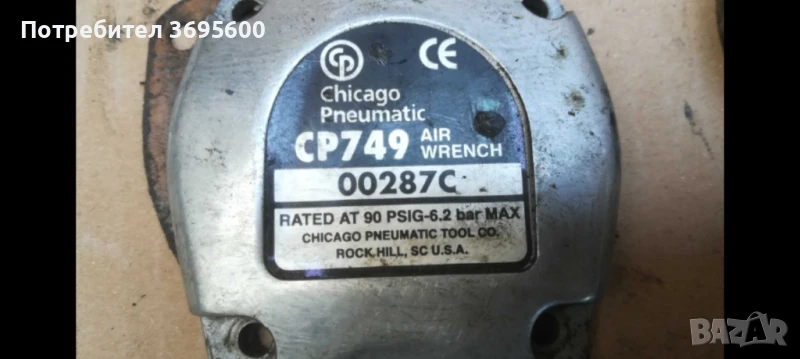 Потребител 3695600
CP
CE
Chicago
Pneumatic
CP749 AIR WRENCH
00287C
RATED AT 90 PSIG-6.2 bar MAX
CHICAGO PNEUMATIC TOOL CO.
ROCK HILL, SC U.S.A.
BAZAR